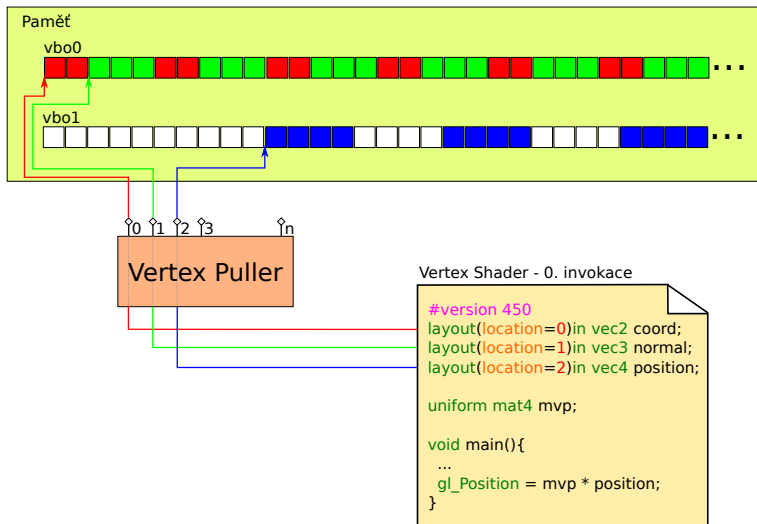 Paměť
vbo0
...
vbo1
...
0 1 2 3 n
Vertex Puller
Vertex Shader - 0. invokace
#version 450
layout(location=0)in vec2 coord;
layout(location=1)in vec3 normal;
layout(location=2)in vec4 position;
uniform mat4 mvp;
void main(){
...
gl_Position = mvp * position;
}